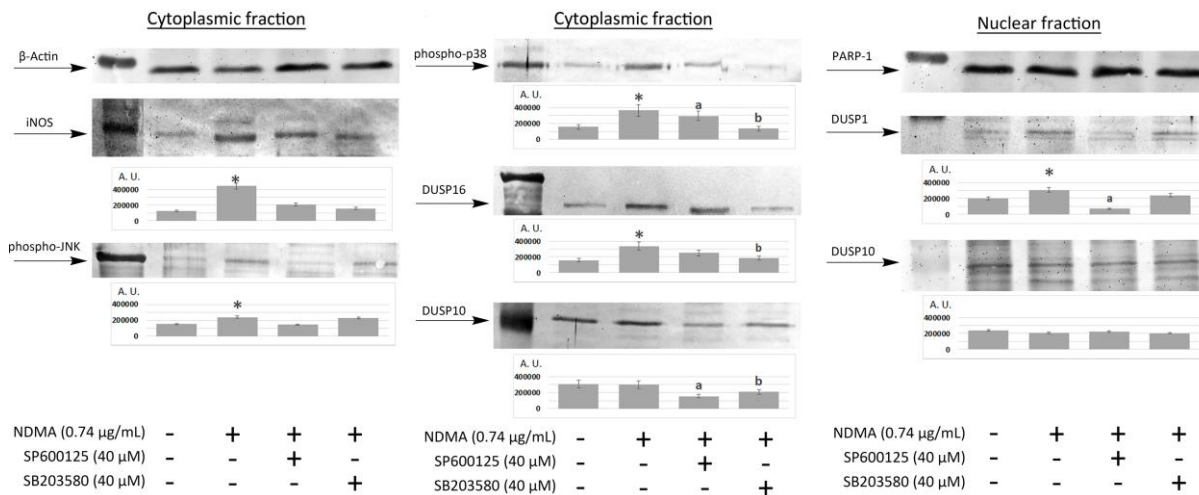 Cytoplasmic fraction
β-Actin
iNOS
A. U.
400000
200000
0
*
phospho-JNK
A. U.
400000
200000
0
*
NDMA (0.74 µg/mL) - + + +
SP600125 (40 µM) - - + -
SB203580 (40 µM) - - - +
Cytoplasmic fraction
phospho-p38
A. U.
400000
200000
0
* a b
DUSP16
A. U.
400000
200000
0
* b
DUSP10
A. U.
400000
200000
0
a b
NDMA (0.74 µg/mL) - + + +
SP600125 (40 µM) - - + -
SB203580 (40 µM) - - - +
Nuclear fraction
PARP-1
DUSP1
A. U.
400000
200000
0
* a
DUSP10
A. U.
400000
200000
0
NDMA (0.74 µg/mL) - + + +
SP600125 (40 µM) - - + -
SB203580 (40 µM) - - - +